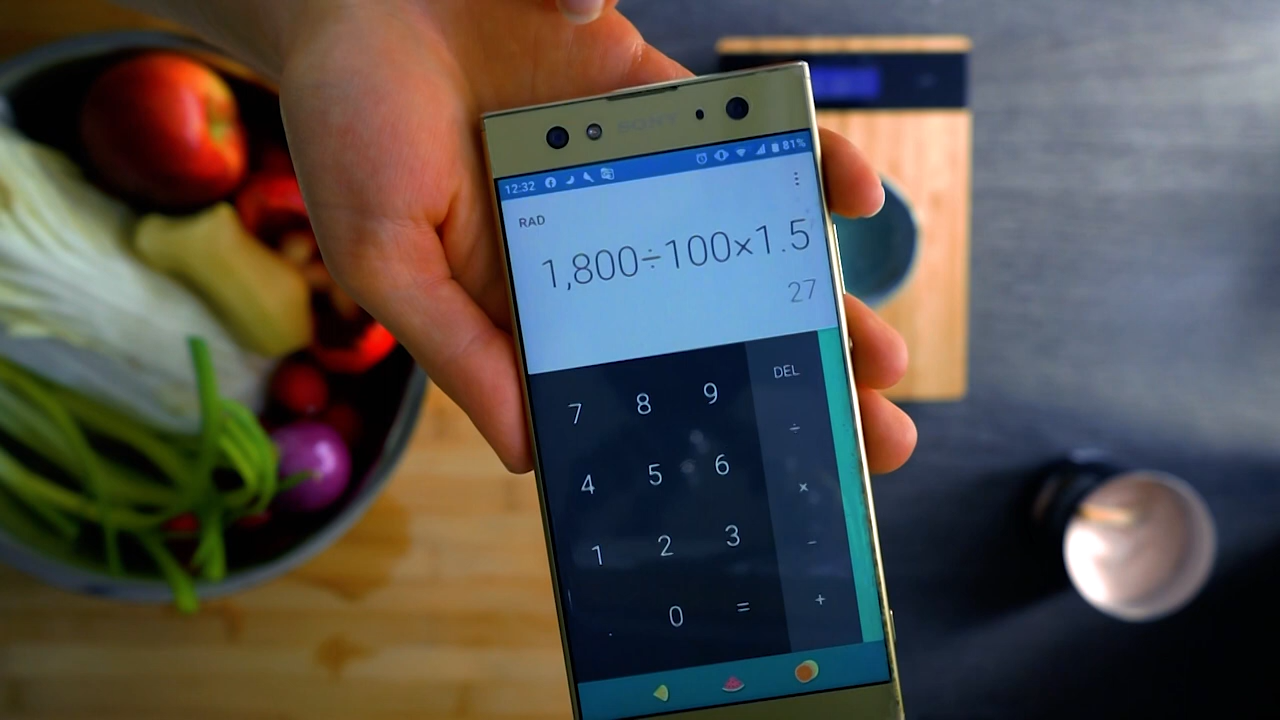 SONY
12:32 81%
RAD
1,800÷100×1.5
27
7 8 9 DEL
÷
4 5 6
×
1 2 3
−
. 0 = +